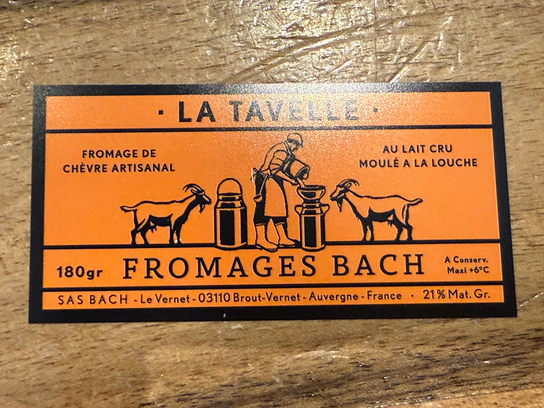 · LA TAVELLE ·
FROMAGE DE
CHÈVRE ARTISANAL
AU LAIT CRU
MOULÉ A LA LOUCHE
180gr FROMAGES BACH
A Conserv.
Maxi +6°C
SAS BACH - Le Vernet - 03110 Brout-Vernet - Auvergne - France · 21% Mat. Gr.